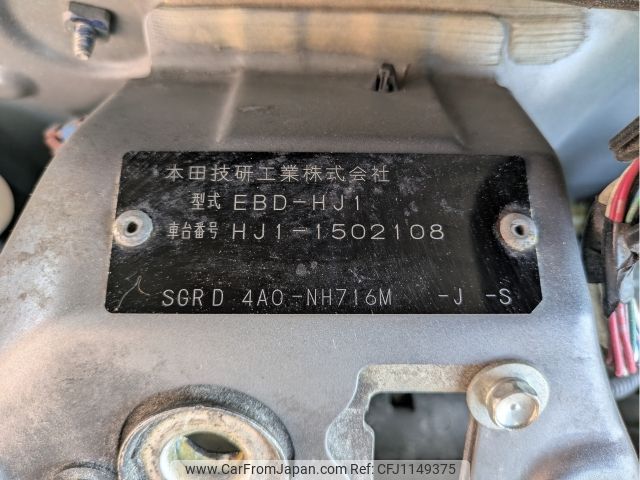 本田技研工業株式会社
型式 EBD-HJ1
車台番号 HJ1-1502108
SGRD 4A0-NH716M -J -S
www.CarFromJapan.com CFJ1149375